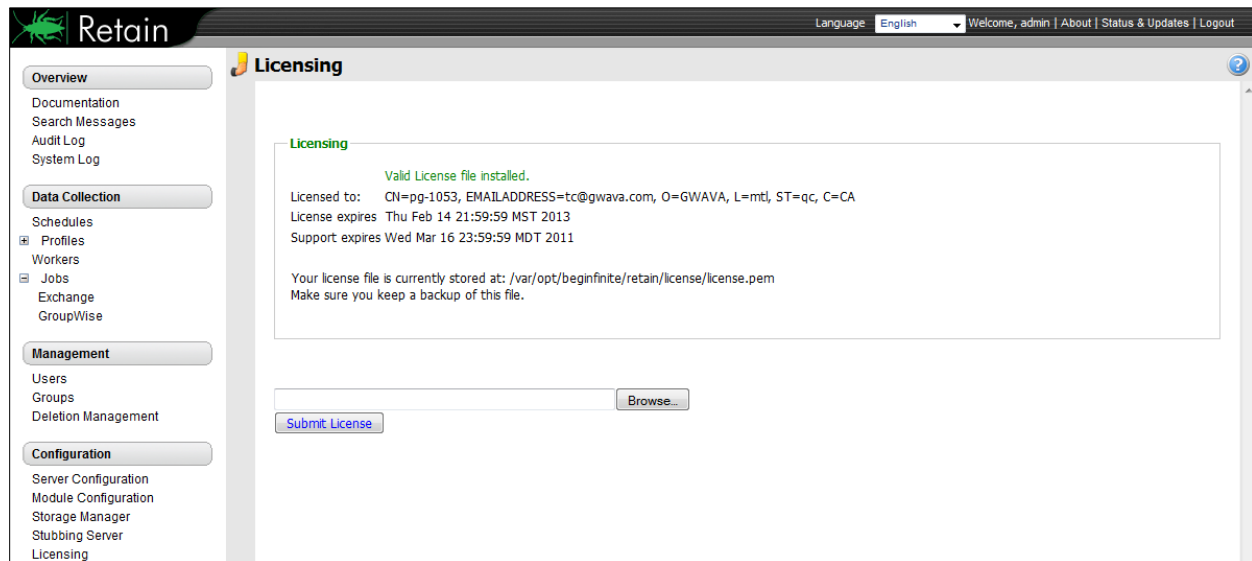 Retain
Language English Welcome, admin | About | Status & Updates | Logout
Licensing
Overview
Documentation
Search Messages
Audit Log
System Log
Data Collection
Schedules
Profiles
Workers
Jobs
Exchange
GroupWise
Management
Users
Groups
Deletion Management
Configuration
Server Configuration
Module Configuration
Storage Manager
Stubbing Server
Licensing
Licensing
Valid License file installed.
Licensed to: CN=pg-1053, EMAILADDRESS=tc@gwava.com, O=GWAVA, L=mtl, ST=qc, C=CA
License expires Thu Feb 14 21:59:59 MST 2013
Support expires Wed Mar 16 23:59:59 MDT 2011
Your license file is currently stored at: /var/opt/beginfinite/retain/license/license.pem
Make sure you keep a backup of this file.
Browse...
Submit License